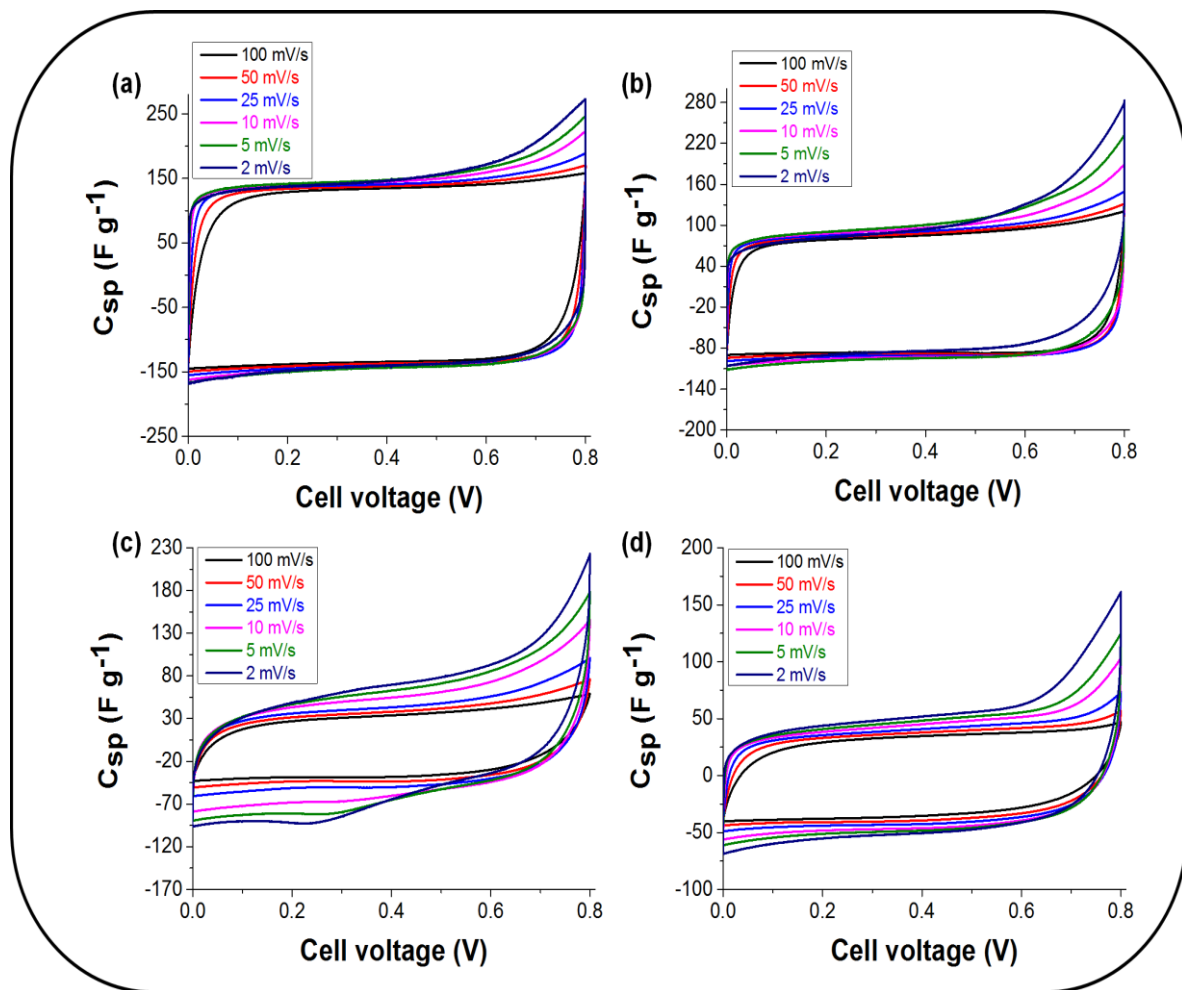 (a)
100 mV/s
50 mV/s
25 mV/s
10 mV/s
5 mV/s
2 mV/s
250
150
50
-50
-150
-250
Csp (F g⁻¹)
0.0 0.2 0.4 0.6 0.8
Cell voltage (V)
(b)
100 mV/s
50 mV/s
25 mV/s
10 mV/s
5 mV/s
2 mV/s
280
220
160
100
40
-20
-80
-140
-200
Csp (F g⁻¹)
0.0 0.2 0.4 0.6 0.8
Cell voltage (V)
(c)
100 mV/s
50 mV/s
25 mV/s
10 mV/s
5 mV/s
2 mV/s
230
180
130
80
30
-20
-70
-120
-170
Csp (F g⁻¹)
0.0 0.2 0.4 0.6 0.8
Cell voltage (V)
(d)
100 mV/s
50 mV/s
25 mV/s
10 mV/s
5 mV/s
2 mV/s
200
150
100
50
0
-50
-100
Csp (F g⁻¹)
0.0 0.2 0.4 0.6 0.8
Cell voltage (V)